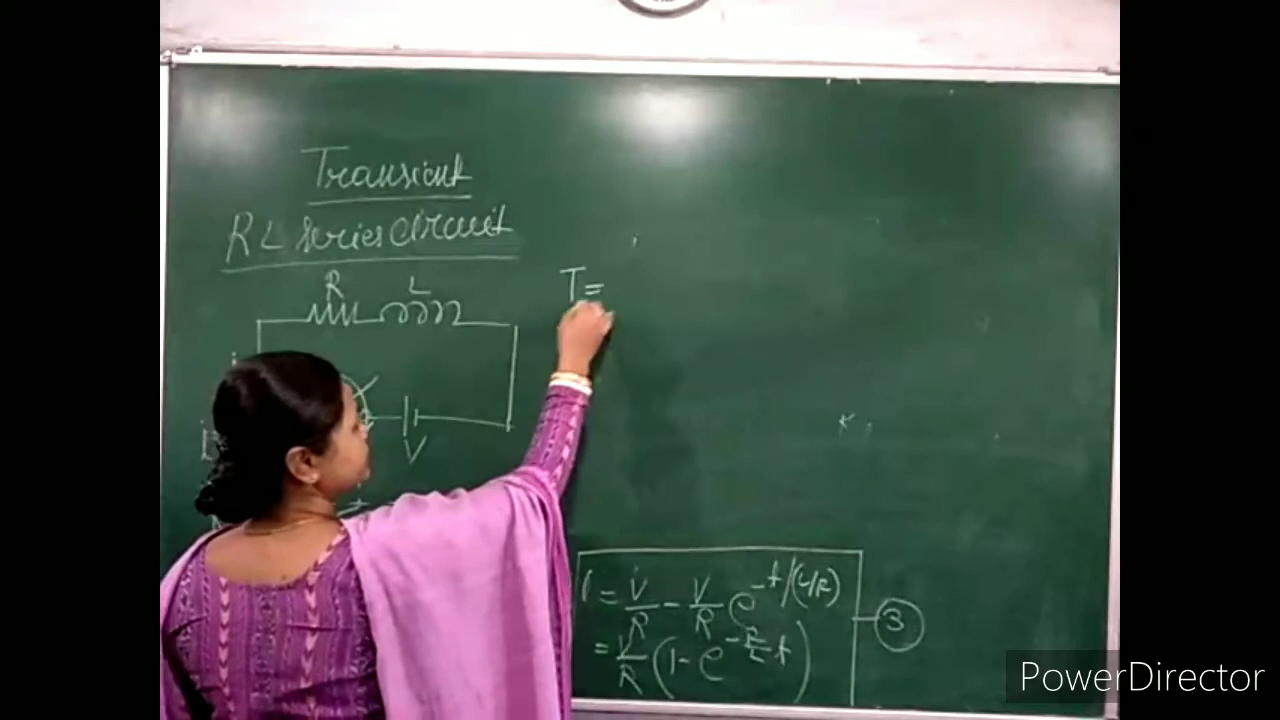 Transient
RL Series Circuit
R L
T=
V
i = V/R - V/R e^-t/(L/R)
= V/R (1 - e^-R/L t)
3
PowerDirector